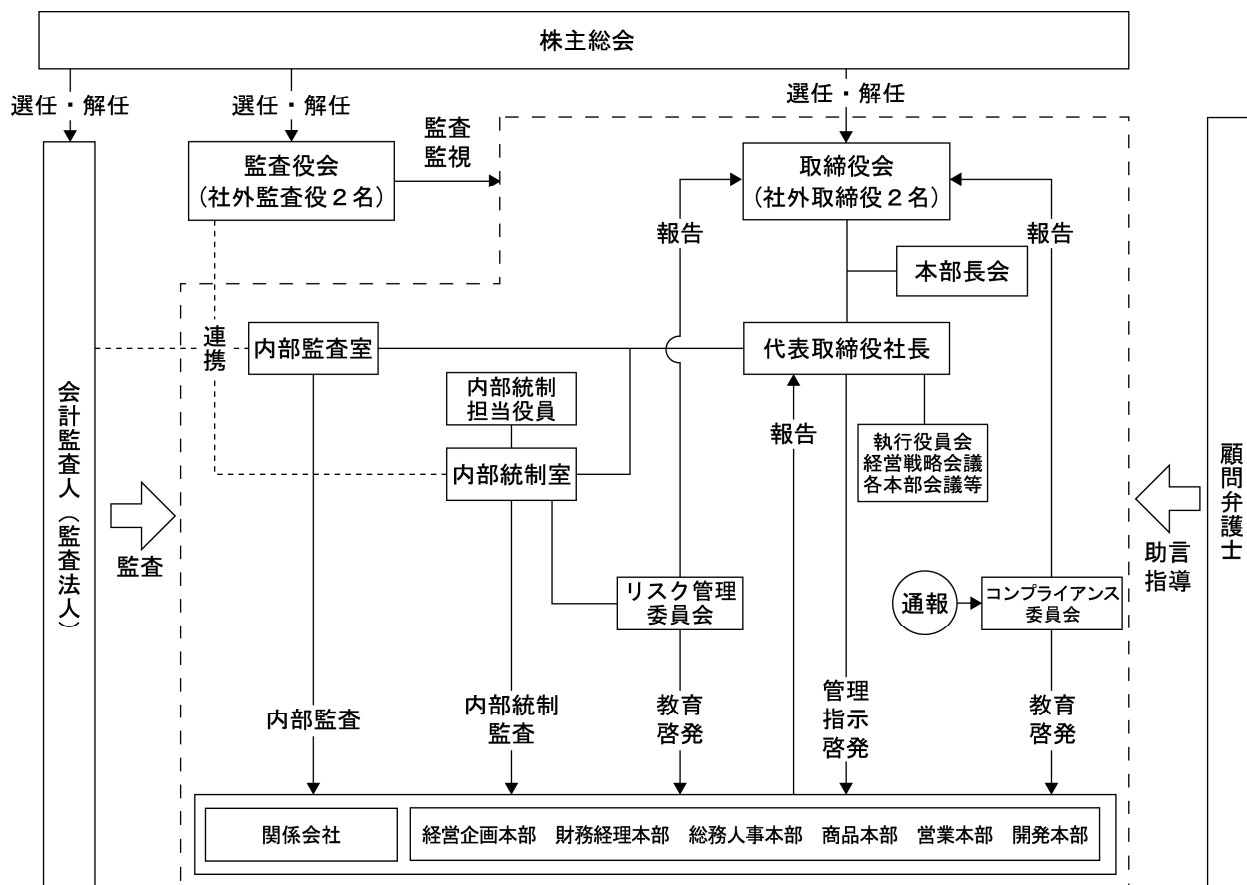 株主総会
選任・解任
選任・解任
選任・解任
監査
監視
監査役会
(社外監査役２名)
取締役会
(社外取締役２名)
報告
報告
本部長会
連携
内部監査室
代表取締役社長
内部統制
担当役員
報告
執行役員会
経営戦略会議
各本部会議等
内部統制室
会計監査人(監査法人)
監査
顧問弁護士
助言
指導
リスク管理
委員会
通報
コンプライアンス
委員会
内部監査
内部統制
監査
教育
啓発
管理
指示
啓発
教育
啓発
関係会社
経営企画本部 財務経理本部 総務人事本部 商品本部 営業本部 開発本部